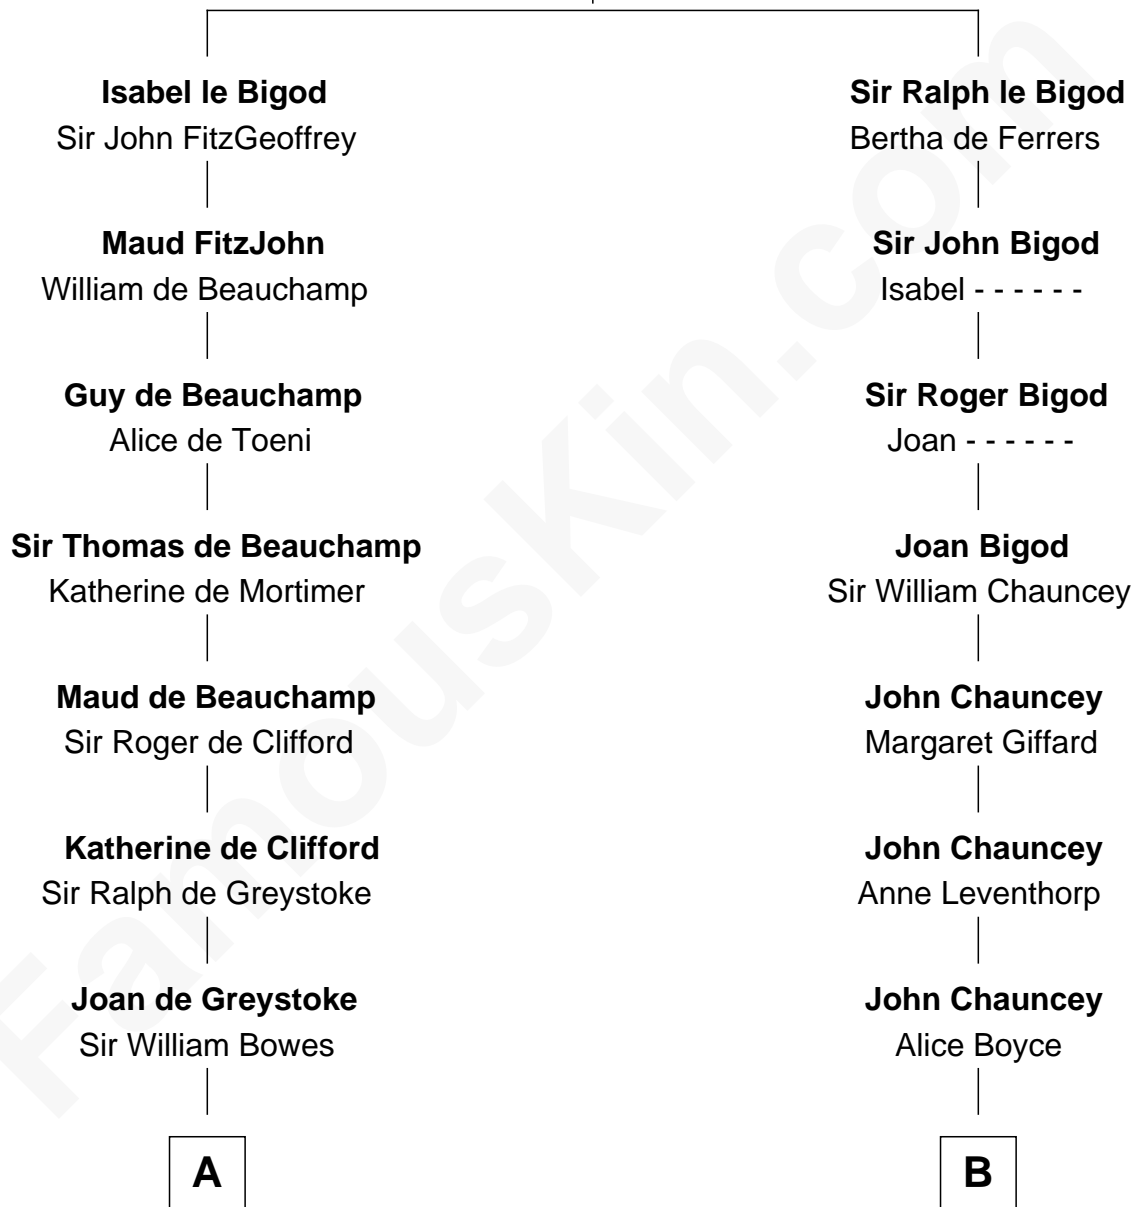 Isabel le Bigod
Sir John FitzGeoffrey
Maud FitzJohn
William de Beauchamp
Guy de Beauchamp
Alice de Toeni
Sir Thomas de Beauchamp
Katherine de Mortimer
Maud de Beauchamp
Sir Roger de Clifford
Katherine de Clifford
Sir Ralph de Greystoke
Joan de Greystoke
Sir William Bowes
A
Sir Ralph le Bigod
Bertha de Ferrers
Sir John Bigod
Isabel - - - - - -
Sir Roger Bigod
Joan - - - - - -
Joan Bigod
Sir William Chauncey
John Chauncey
Margaret Giffard
John Chauncey
Anne Leventhorp
John Chauncey
Alice Boyce
B
FamousKin.com